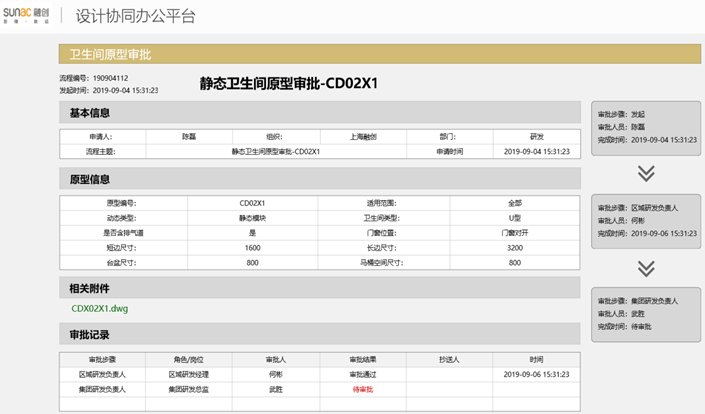 sunac 融创
设计协同办公平台
卫生间原型审批
流程编号：190904112
发起时间：2019-09-04 15:31:23
静态卫生间原型审批-CD02X1
基本信息
申请人： 陈磊 组织： 上海融创 部门： 研发
流程主题： 静态卫生间原型审批-CD02X1 申请时间 2019-09-04 15:31:23
原型信息
原型编号： CD02X1 适用范围： 全部
动态类型： 静态模块 卫生间类型： U型
是否含排气道 是 门窗位置： 门窗对开
短边尺寸： 1600 长边尺寸： 3200
台盆尺寸： 800 马桶空间尺寸： 800
相关附件
CDX02X1.dwg
审批记录
审批步骤 角色/岗位 审批人 审批结果 抄送人 时间
区域研发负责人 区域研发经理 何彬 审批通过 2019-09-06 15:31:23
集团研发负责人 集团研发总监 武胜 待审批
审批步骤：发起
审批人员：陈磊
完成时间：2019-09-04 15:31:23
审批步骤：区域研发负责人
审批人员：何彬
完成时间：2019-09-06 15:31:23
审批步骤：集团研发负责人
审批人员：武胜
完成时间：待审批